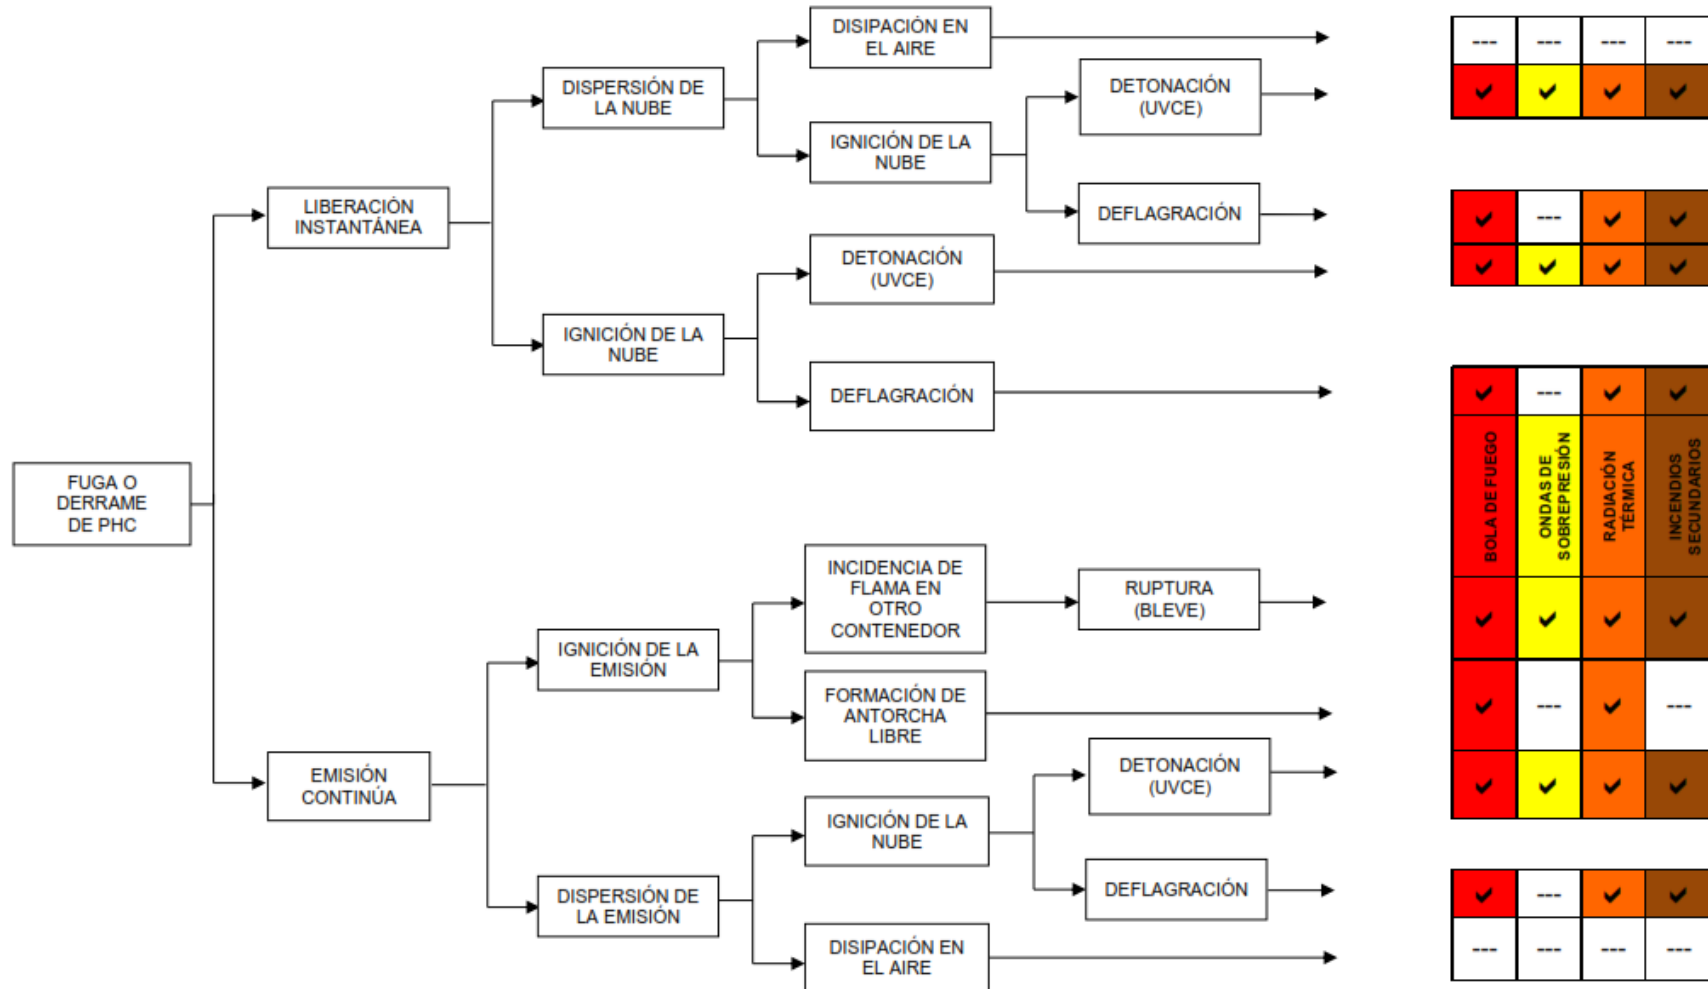 DISIPACIÓN EN
EL AIRE
--- --- --- ---
DISPERSIÓN DE
LA NUBE
DETONACIÓN
(UVCE)
✓ ✓ ✓ ✓
IGNICIÓN DE LA
NUBE
LIBERACIÓN
INSTANTÁNEA
DEFLAGRACIÓN
✓ --- ✓ ✓
DETONACIÓN
(UVCE)
✓ ✓ ✓ ✓
IGNICIÓN DE LA
NUBE
DEFLAGRACIÓN
✓ --- ✓ ✓
BOLA DE FUEGO
ONDAS DE
SOBREPRESIÓN
RADIACIÓN
TÉRMICA
INCENDIOS
SECUNDARIOS
FUGA O
DERRAME
DE PHC
INCIDENCIA DE
FLAMA EN
OTRO
CONTENEDOR
RUPTURA
(BLEVE)
✓ ✓ ✓ ✓
IGNICIÓN DE LA
EMISIÓN
FORMACIÓN DE
ANTORCHA
LIBRE
✓ --- ✓ ---
EMISIÓN
CONTINÚA
DETONACIÓN
(UVCE)
✓ ✓ ✓ ✓
IGNICIÓN DE LA
NUBE
DEFLAGRACIÓN
✓ --- ✓ ✓
DISPERSIÓN DE
LA EMISIÓN
DISIPACIÓN EN
EL AIRE
--- --- --- ---